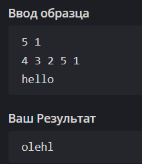 Ввод образца
5 1
4 3 2 5 1
hello
Ваш Результат
olehl